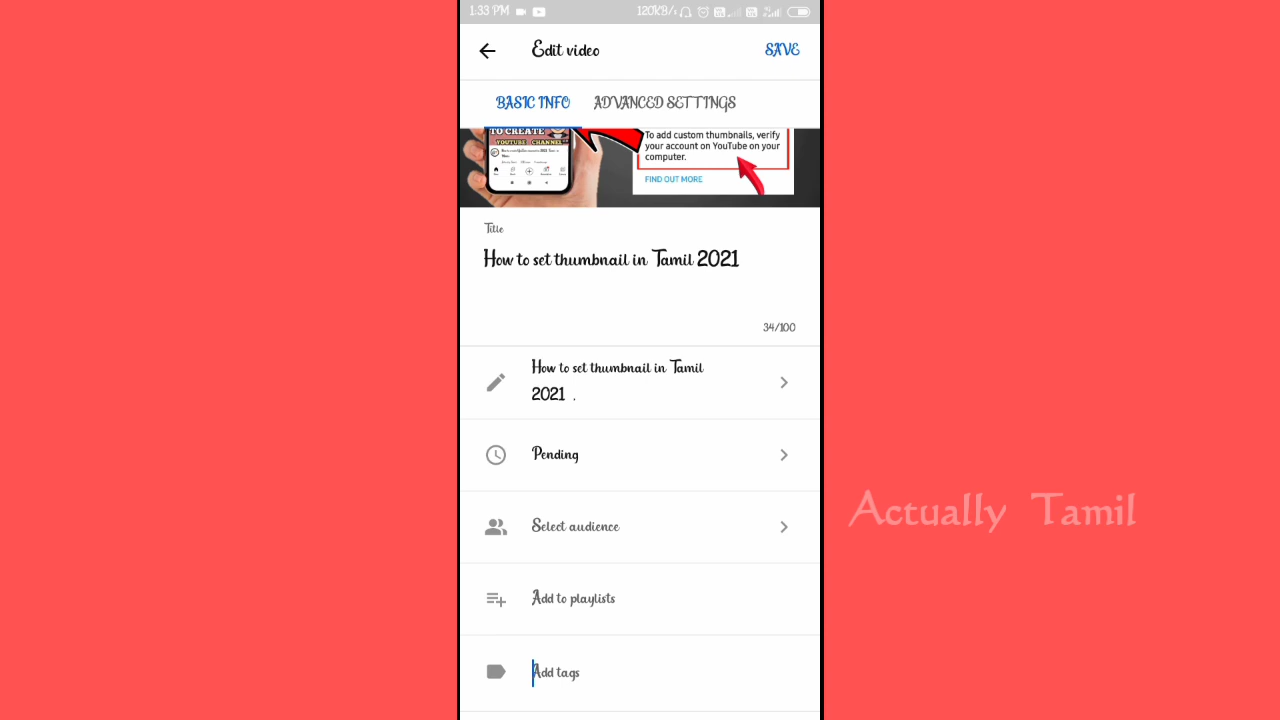 1:33 PM
120KB/s
Edit video
SAVE
BASIC INFO
ADVANCED SETTINGS
TO CREATE
YOUTUBE CHANNEL
To add custom thumbnails, verify
your account on YouTube on your
computer.
FIND OUT MORE
Title
How to set thumbnail in Tamil 2021
34/100
How to set thumbnail in Tamil
2021 .
Pending
Select audience
Actually Tamil
Add to playlists
Add tags